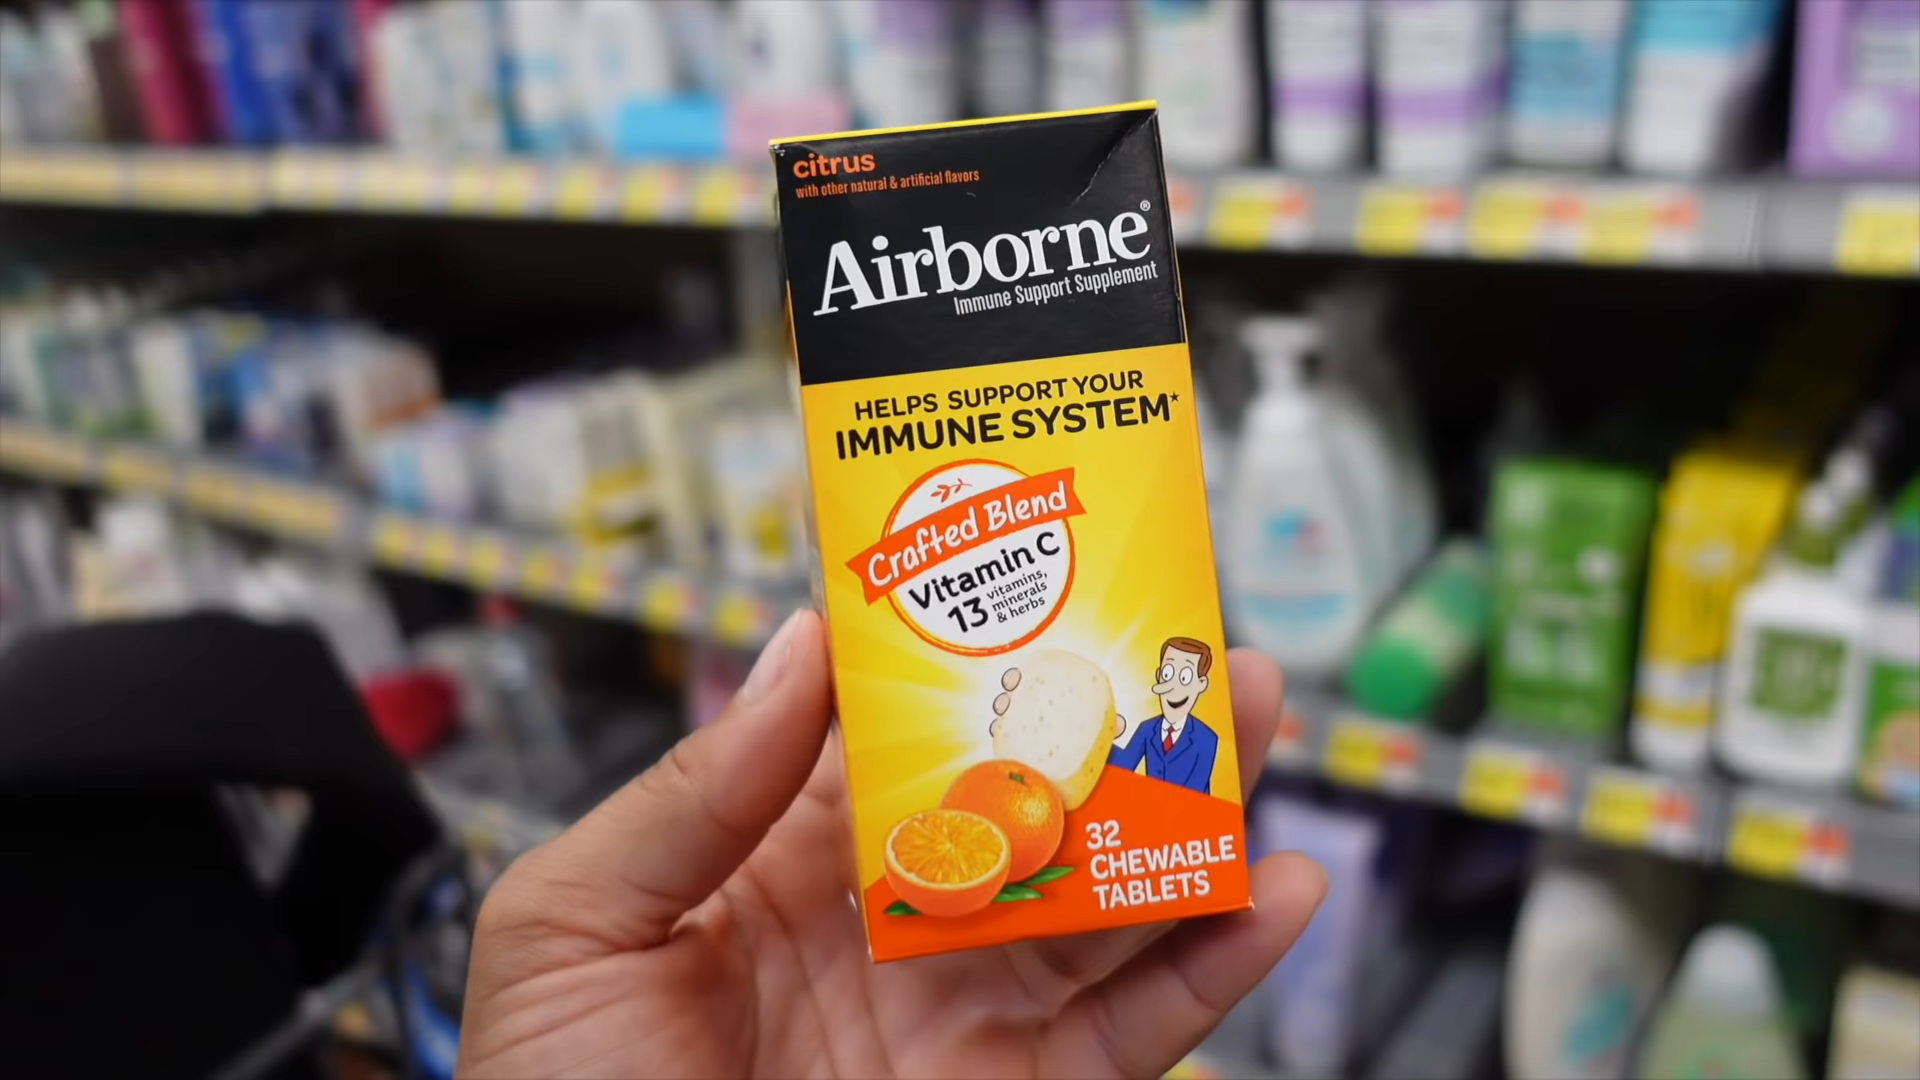 citrus
with other natural & artificial flavors
Airborne®
Immune Support Supplement
HELPS SUPPORT YOUR
IMMUNE SYSTEM*
Crafted Blend
Vitamin C
13 vitamins,
minerals
& herbs
32
CHEWABLE
TABLETS